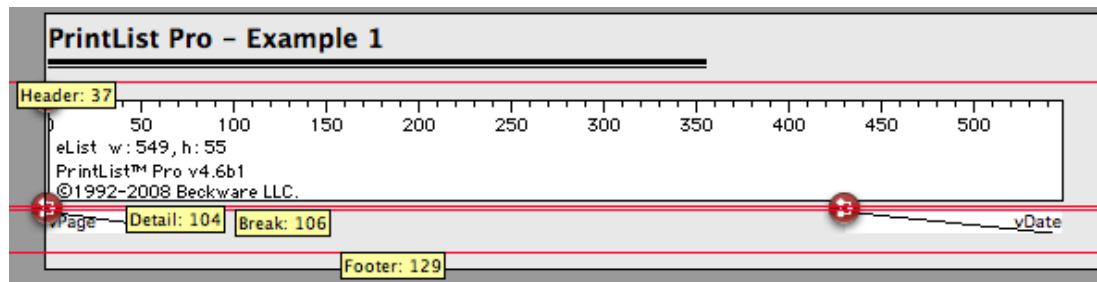 PrintList Pro – Example 1
Header: 37
50 100 150 200 250 300 350 400 450 500
eList w: 549, h: 55
PrintList™ Pro v4.6b1
©1992-2008 Beckware LLC.
vPage Detail: 104 Break: 106 vDate
Footer: 129